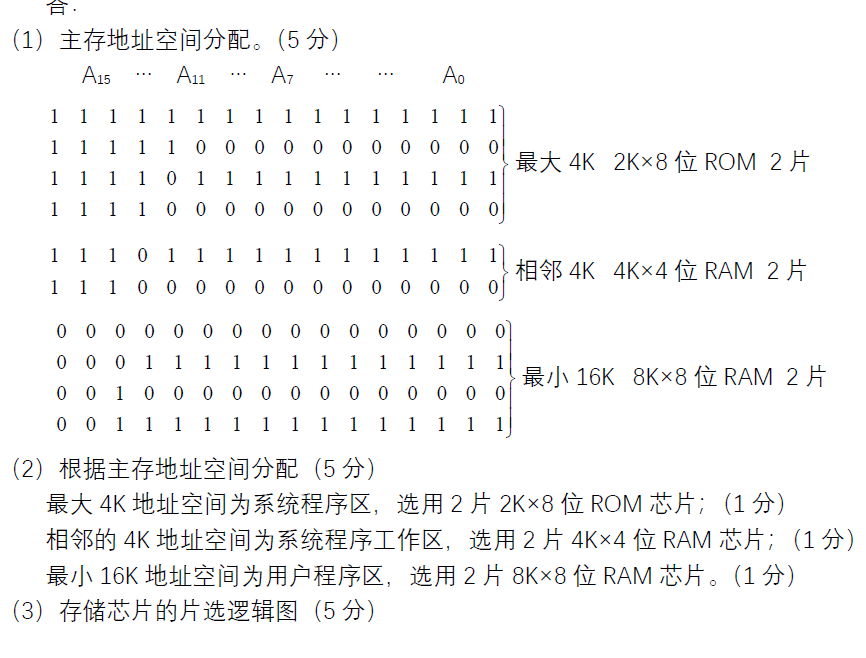 答:
（1）主存地址空间分配。（5 分）
A15 … A11 … A7 … … A0
1 1 1 1 1 1 1 1 1 1 1 1 1 1 1 1
1 1 1 1 1 0 0 0 0 0 0 0 0 0 0 0
1 1 1 1 0 1 1 1 1 1 1 1 1 1 1 1
1 1 1 1 0 0 0 0 0 0 0 0 0 0 0 0
最大 4K 2K×8 位 ROM 2 片
1 1 1 0 1 1 1 1 1 1 1 1 1 1 1 1
1 1 1 0 0 0 0 0 0 0 0 0 0 0 0 0
相邻 4K 4K×4 位 RAM 2 片
0 0 0 0 0 0 0 0 0 0 0 0 0 0 0 0
0 0 0 1 1 1 1 1 1 1 1 1 1 1 1 1
0 0 1 0 0 0 0 0 0 0 0 0 0 0 0 0
0 0 1 1 1 1 1 1 1 1 1 1 1 1 1 1
最小 16K 8K×8 位 RAM 2 片
（2）根据主存地址空间分配（5 分）
最大 4K 地址空间为系统程序区，选用 2 片 2K×8 位 ROM 芯片；（1 分）
相邻的 4K 地址空间为系统程序工作区，选用 2 片 4K×4 位 RAM 芯片；（1 分）
最小 16K 地址空间为用户程序区，选用 2 片 8K×8 位 RAM 芯片。（1 分）
（3）存储芯片的片选逻辑图（5 分）